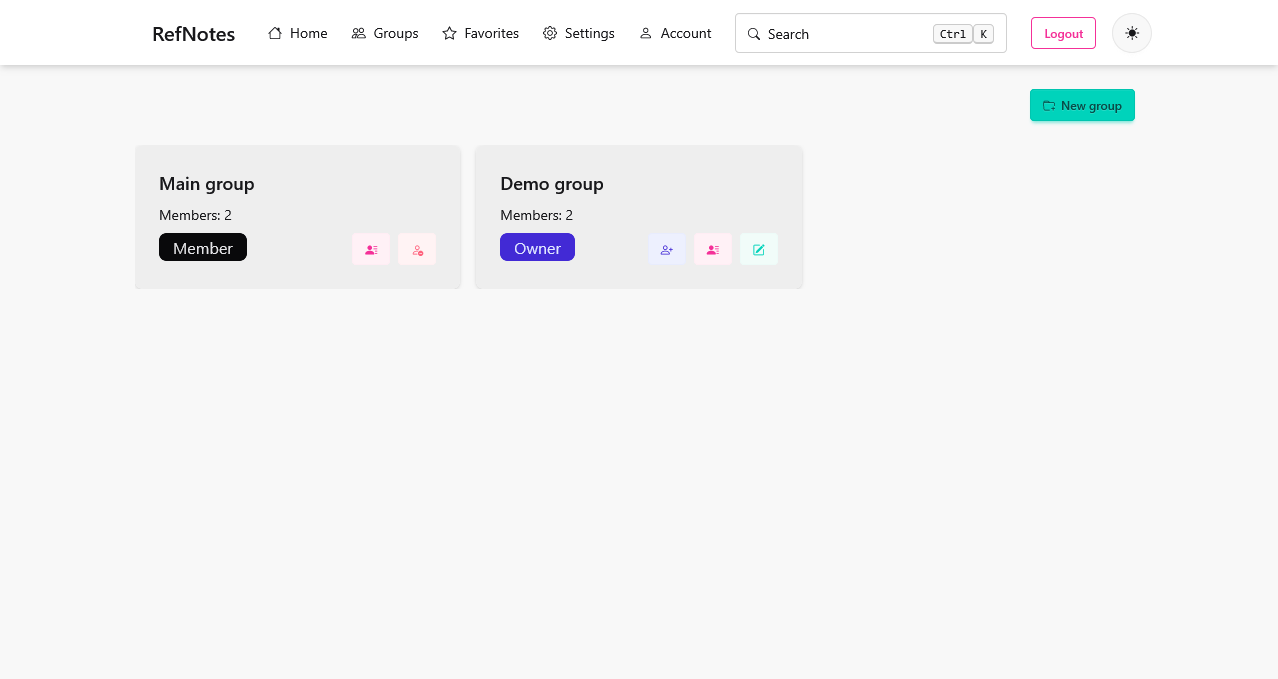 RefNotes Home Groups Favorites Settings Account Search Ctrl K Logout
New group
Main group
Members: 2
Member
Demo group
Members: 2
Owner